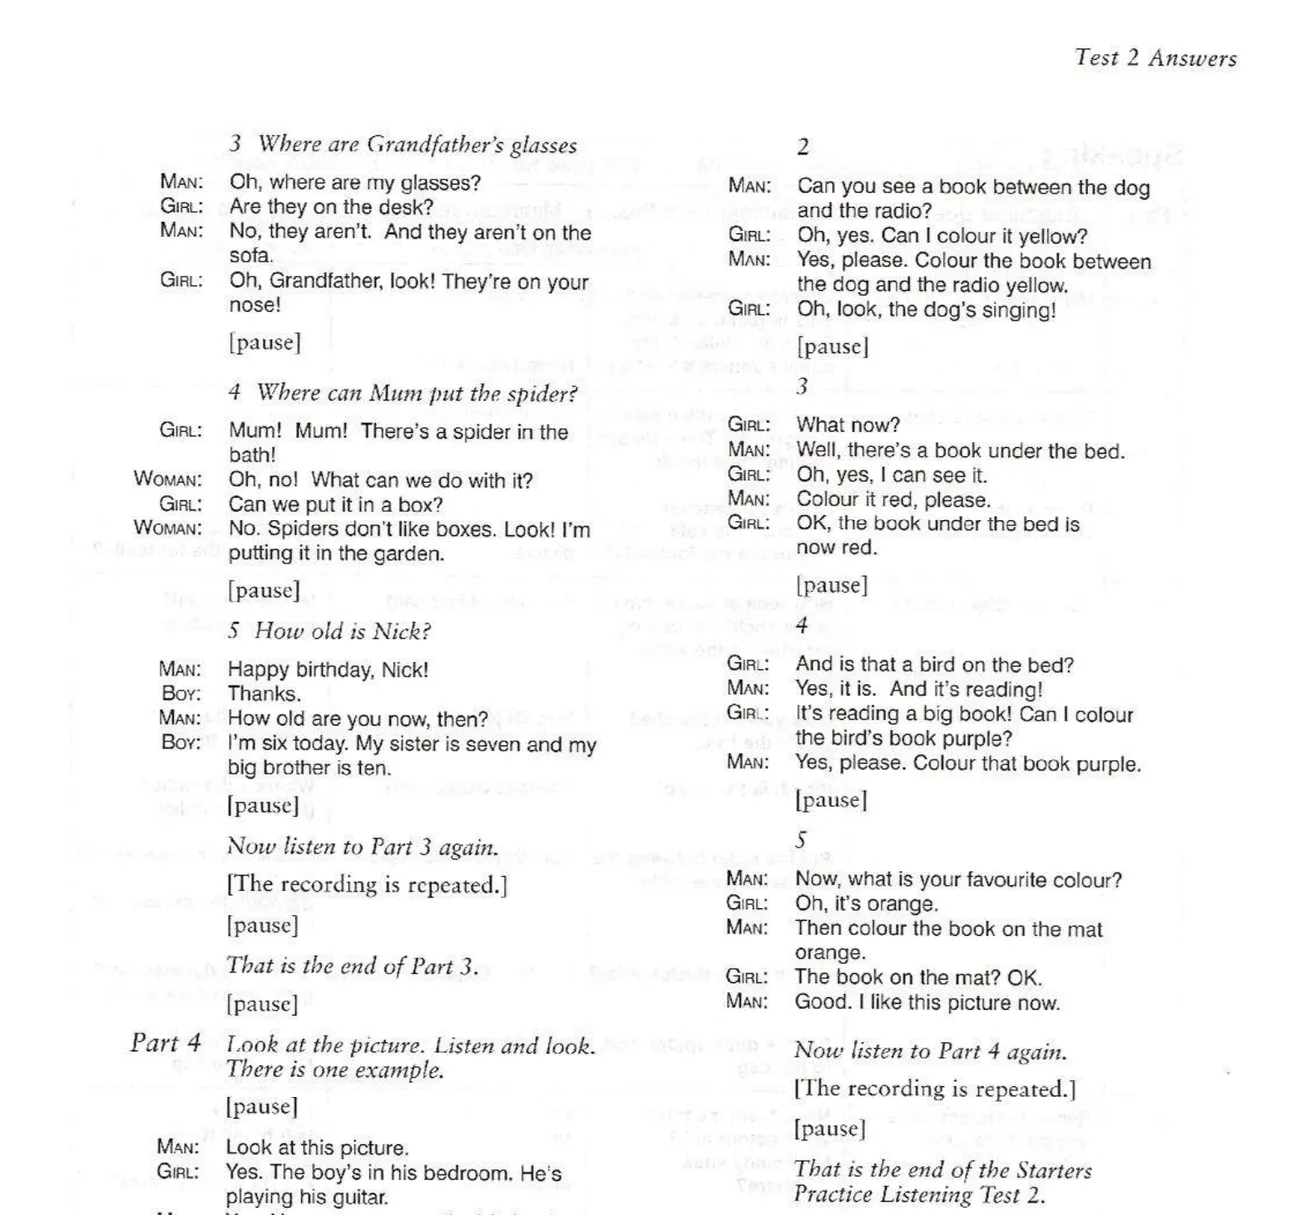 Test 2 Answers
3 Where are Grandfather's glasses
MAN: Oh, where are my glasses?
GIRL: Are they on the desk?
MAN: No, they aren't. And they aren't on the
sofa.
GIRL: Oh, Grandfather, look! They're on your
nose!
[pause]
4 Where can Mum put the spider?
GIRL: Mum! Mum! There's a spider in the
bath!
WOMAN: Oh, no! What can we do with it?
GIRL: Can we put it in a box?
WOMAN: No. Spiders don't like boxes. Look! I'm
putting it in the garden.
[pause]
5 How old is Nick?
MAN: Happy birthday, Nick!
BOY: Thanks.
MAN: How old are you now, then?
BOY: I'm six today. My sister is seven and my
big brother is ten.
[pause]
Now listen to Part 3 again.
[The recording is repeated.]
[pause]
That is the end of Part 3.
[pause]
Part 4 Look at the picture. Listen and look.
There is one example.
[pause]
MAN: Look at this picture.
GIRL: Yes. The boy's in his bedroom. He's
playing his guitar.
2
MAN: Can you see a book between the dog
and the radio?
GIRL: Oh, yes. Can I colour it yellow?
MAN: Yes, please. Colour the book between
the dog and the radio yellow.
GIRL: Oh, look, the dog's singing!
[pause]
3
GIRL: What now?
MAN: Well, there's a book under the bed.
GIRL: Oh, yes, I can see it.
MAN: Colour it red, please.
GIRL: OK, the book under the bed is
now red.
[pause]
4
GIRL: And is that a bird on the bed?
MAN: Yes, it is. And it's reading!
GIRL: It's reading a big book! Can I colour
the bird's book purple?
MAN: Yes, please. Colour that book purple.
[pause]
5
MAN: Now, what is your favourite colour?
GIRL: Oh, it's orange.
MAN: Then colour the book on the mat
orange.
GIRL: The book on the mat? OK.
MAN: Good. I like this picture now.
Now listen to Part 4 again.
[The recording is repeated.]
[pause]
That is the end of the Starters
Practice Listening Test 2.